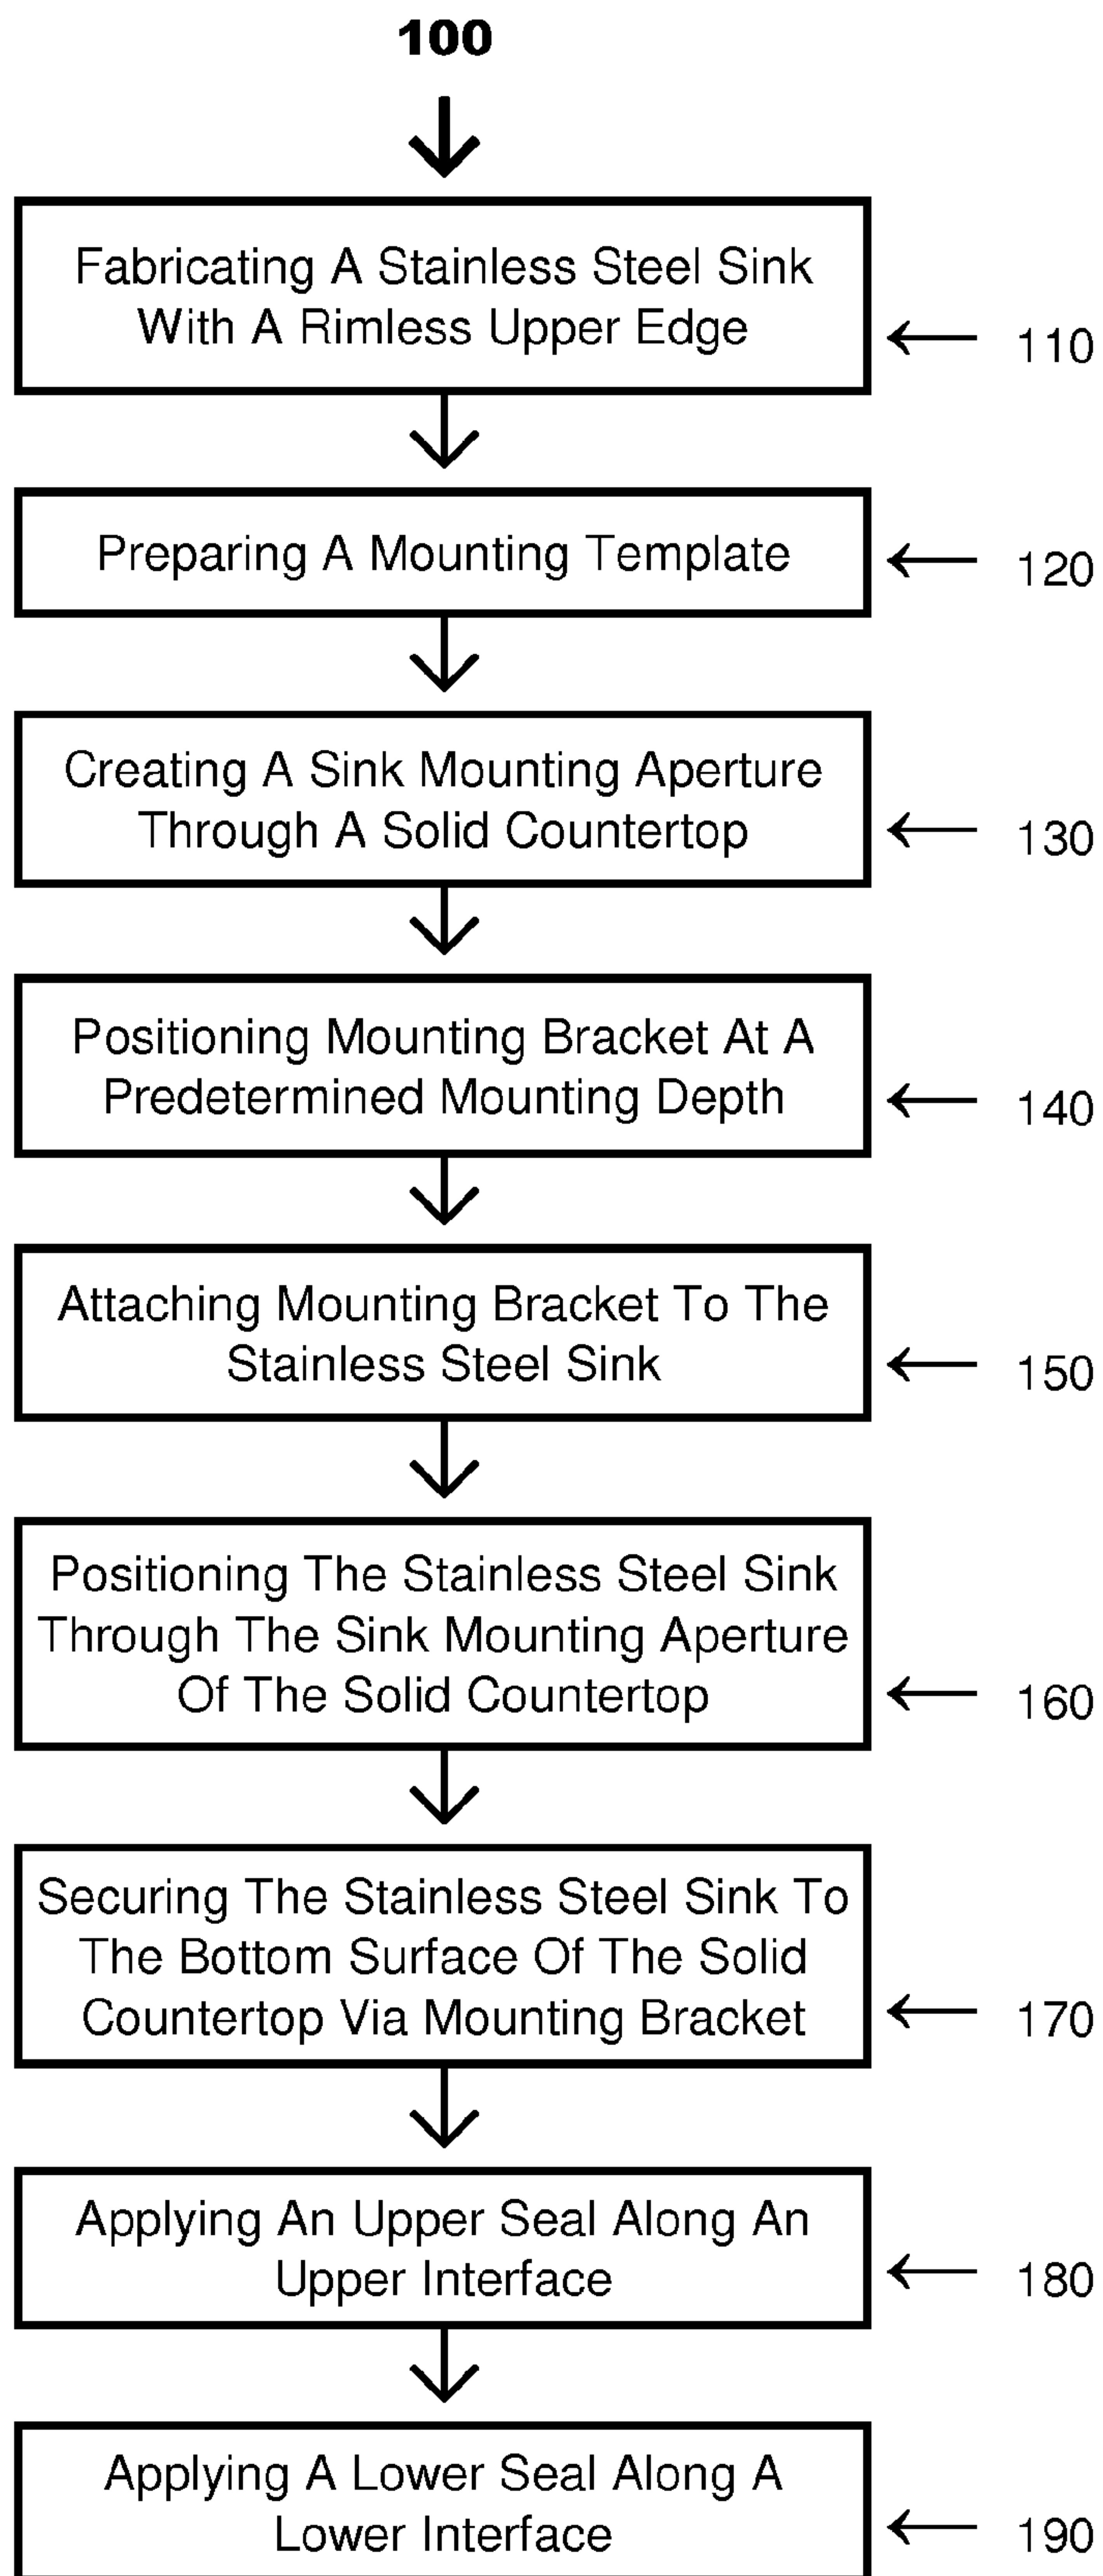 100
Fabricating A Stainless Steel Sink
With A Rimless Upper Edge
110
Preparing A Mounting Template
120
Creating A Sink Mounting Aperture
Through A Solid Countertop
130
Positioning Mounting Bracket At A
Predetermined Mounting Depth
140
Attaching Mounting Bracket To The
Stainless Steel Sink
150
Positioning The Stainless Steel Sink
Through The Sink Mounting Aperture
Of The Solid Countertop
160
Securing The Stainless Steel Sink To
The Bottom Surface Of The Solid
Countertop Via Mounting Bracket
170
Applying An Upper Seal Along An
Upper Interface
180
Applying A Lower Seal Along A
Lower Interface
190